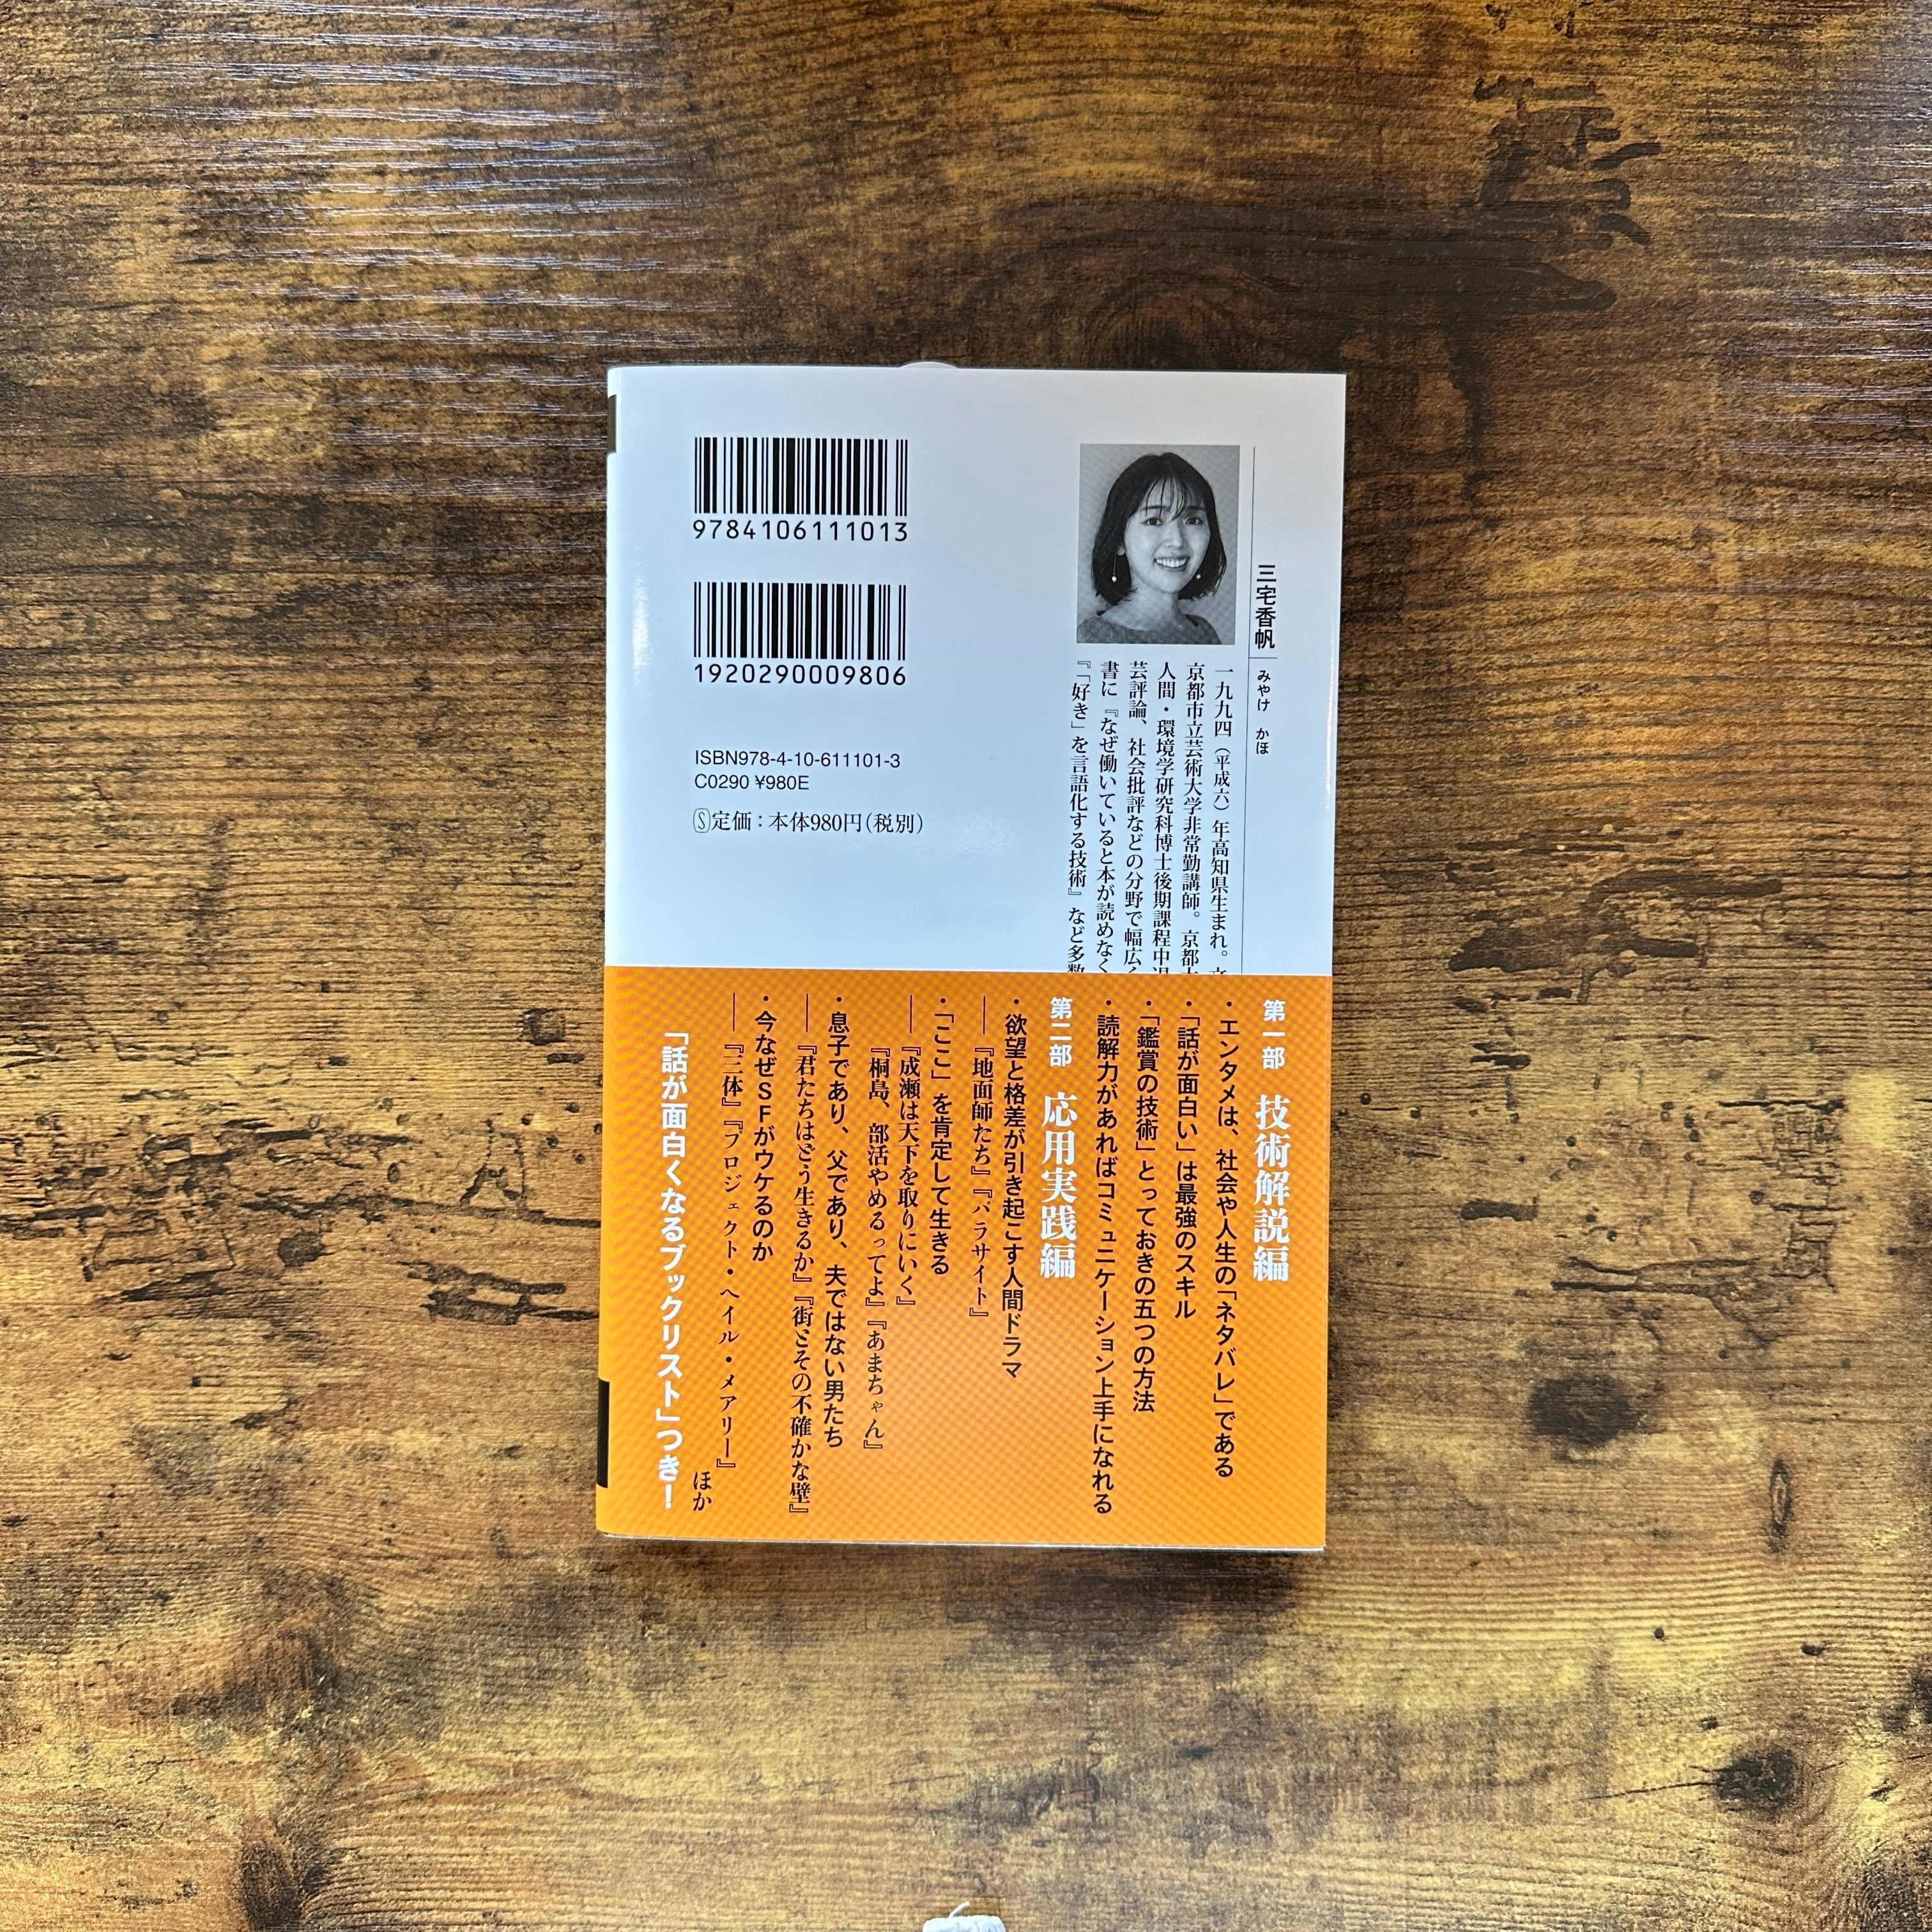 9784106111013
1920290009806
ISBN978-4-10-611101-3
C0290 ¥980E
Ⓢ定価：本体980円（税別）
三宅香帆 みやけ かほ
一九九四（平成六）年高知県生まれ。
京都市立芸術大学非常勤講師。京都
人間・環境学研究科博士後期課程中
芸評論、社会批評などの分野で幅広
書に『なぜ働いていると本が読めなく
『「好き」を言語化する技術』など多数
第一部 技術解説編
・エンタメは、社会や人生の「ネタバレ」である
・「話が面白い」は最強のスキル
・「鑑賞の技術」とっておきの五つの方法
・読解力があればコミュニケーション上手になれる
第二部 応用実践編
・欲望と格差が引き起こす人間ドラマ
――『地面師たち』『パラサイト』
・「ここ」を肯定して生きる
――『成瀬は天下を取りにいく』
『桐島、部活やめるってよ』『あまちゃん』
・息子であり、父であり、夫ではない男たち
――『君たちはどう生きるか』『街とその不確かな壁』
・今なぜSFがウケるのか
――『三体』『プロジェクト・ヘイル・メアリー』
ほか
「話が面白くなるブックリスト」つき！